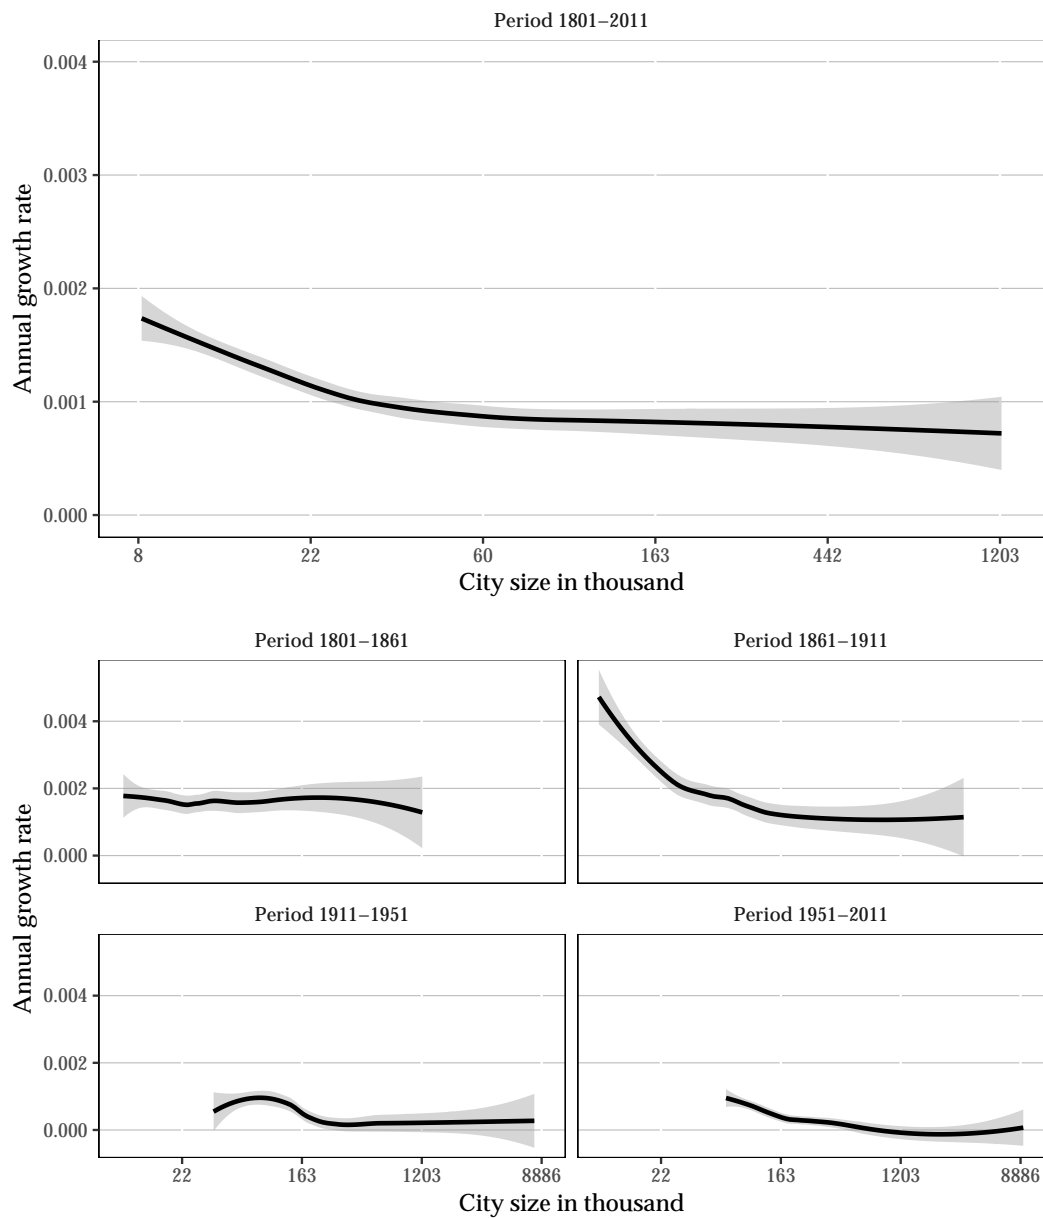 Period 1801–2011
0.004
0.003
0.002
0.001
0.000
Annual growth rate
8 22 60 163 442 1203
City size in thousand
Period 1801–1861 Period 1861–1911
0.004
0.002
0.000
Annual growth rate
Period 1911–1951 Period 1951–2011
0.004
0.002
0.000
22 163 1203 8886 22 163 1203 8886
City size in thousand